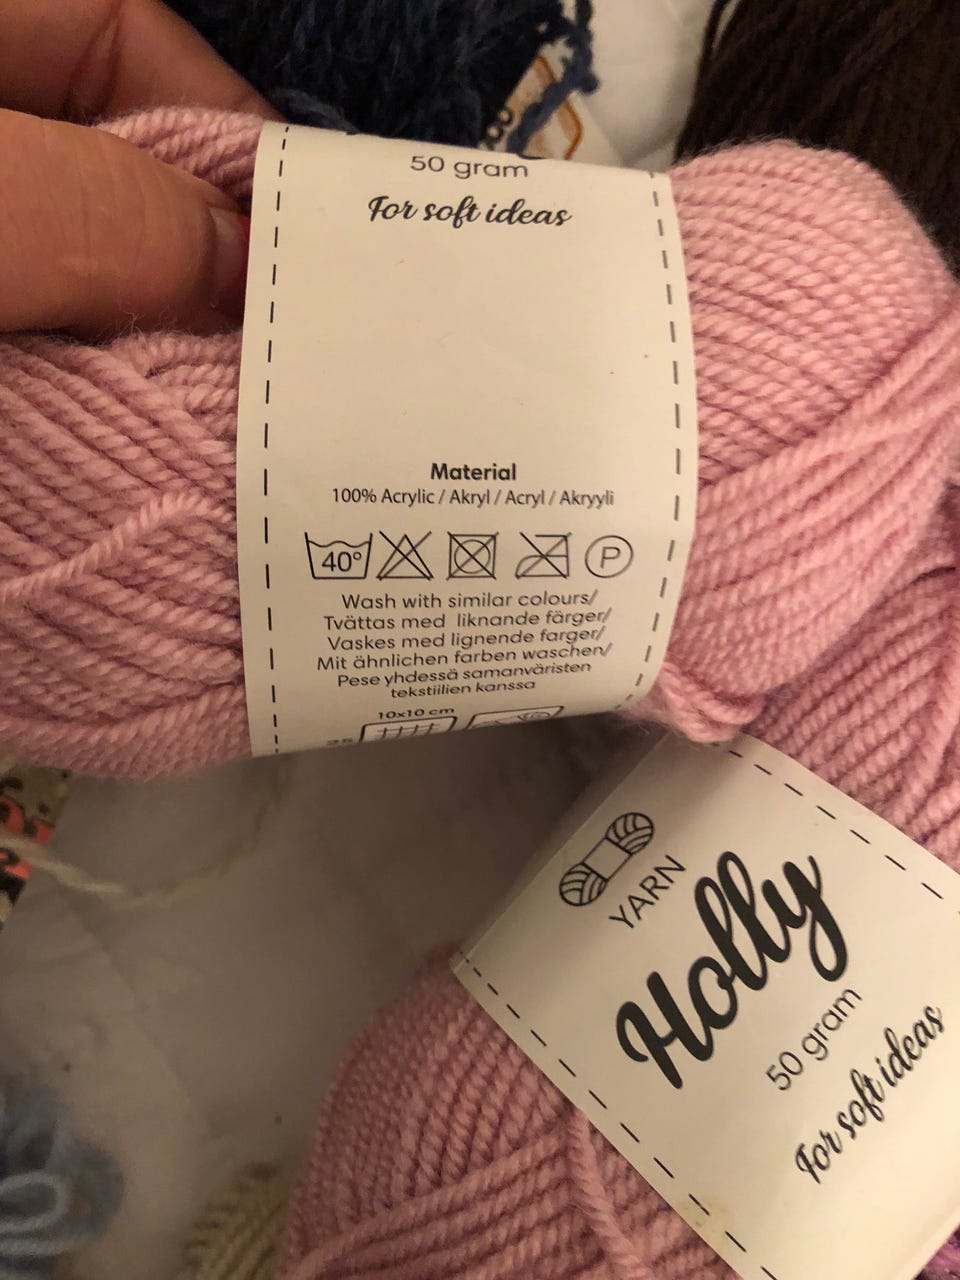 50 gram
For soft ideas
Material
100% Acrylic / Akryl / Acryl / Akryyli
40°
P
Wash with similar colours/
Tvättas med liknande färger/
Vaskes med lignende farger/
Mit ähnlichen farben waschen/
Pese yhdessä samanväristen
tekstiilien kanssa
10x10 cm
YARN
Holly
50 gram
For soft ideas